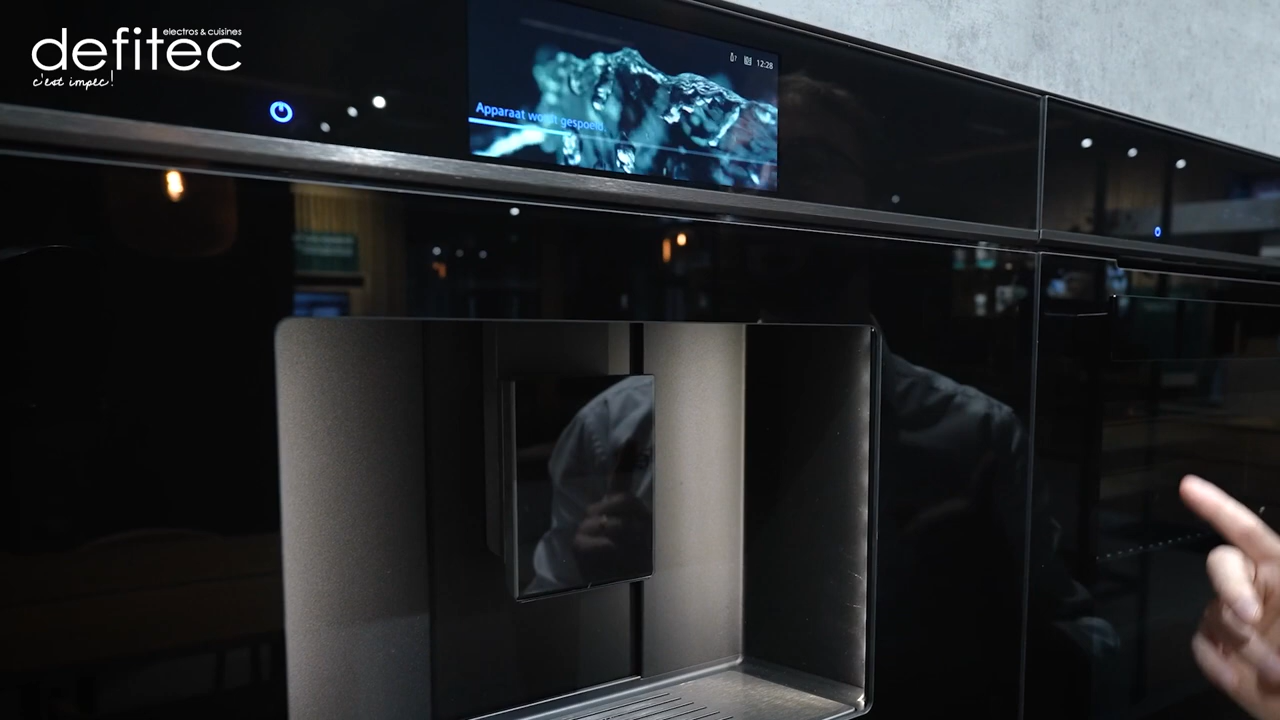 electros & cuisines
defitec
c'est impec!
12:28
Apparaat wordt gespoeld.